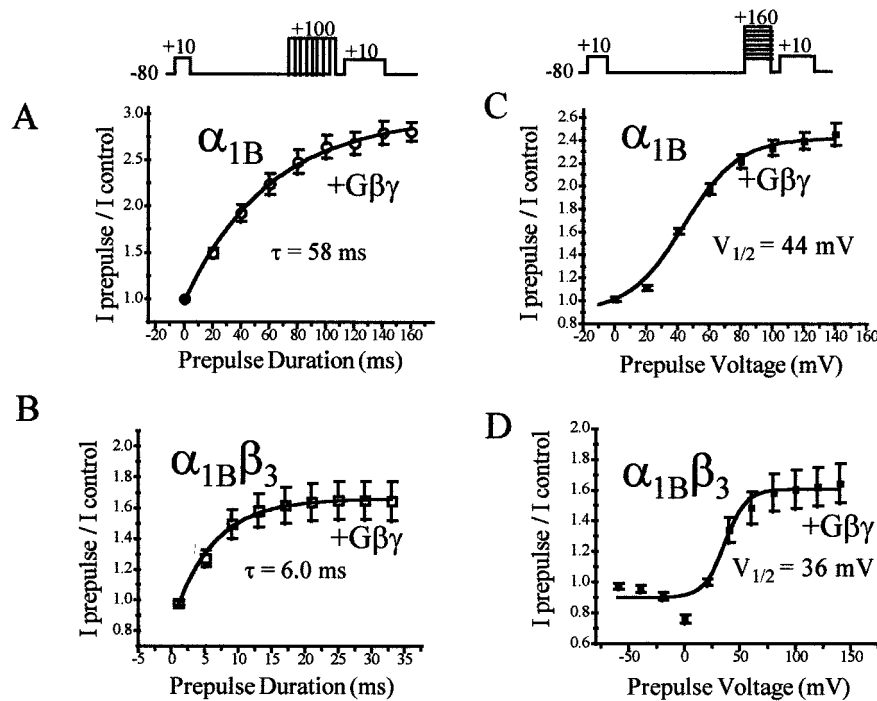 +10
+100
+10
-80
+10
+160
+10
-80
A
α1B
+Gβγ
τ = 58 ms
I prepulse / I control
3.0
2.5
2.0
1.5
1.0
-20 0 20 40 60 80 100 120 140 160
Prepulse Duration (ms)
C
α1B
+Gβγ
V1/2 = 44 mV
I prepulse / I control
2.6
2.4
2.2
2.0
1.8
1.6
1.4
1.2
1.0
0.8
-20 0 20 40 60 80 100 120 140 160
Prepulse Voltage (mV)
B
α1Bβ3
+Gβγ
τ = 6.0 ms
I prepulse / I control
2.0
1.8
1.6
1.4
1.2
1.0
0.8
-5 0 5 10 15 20 25 30 35
Prepulse Duration (ms)
D
α1Bβ3
+Gβγ
V1/2 = 36 mV
I prepulse / I control
2.0
1.8
1.6
1.4
1.2
1.0
0.8
0.6
-50 0 50 100 150
Prepulse Voltage (mV)